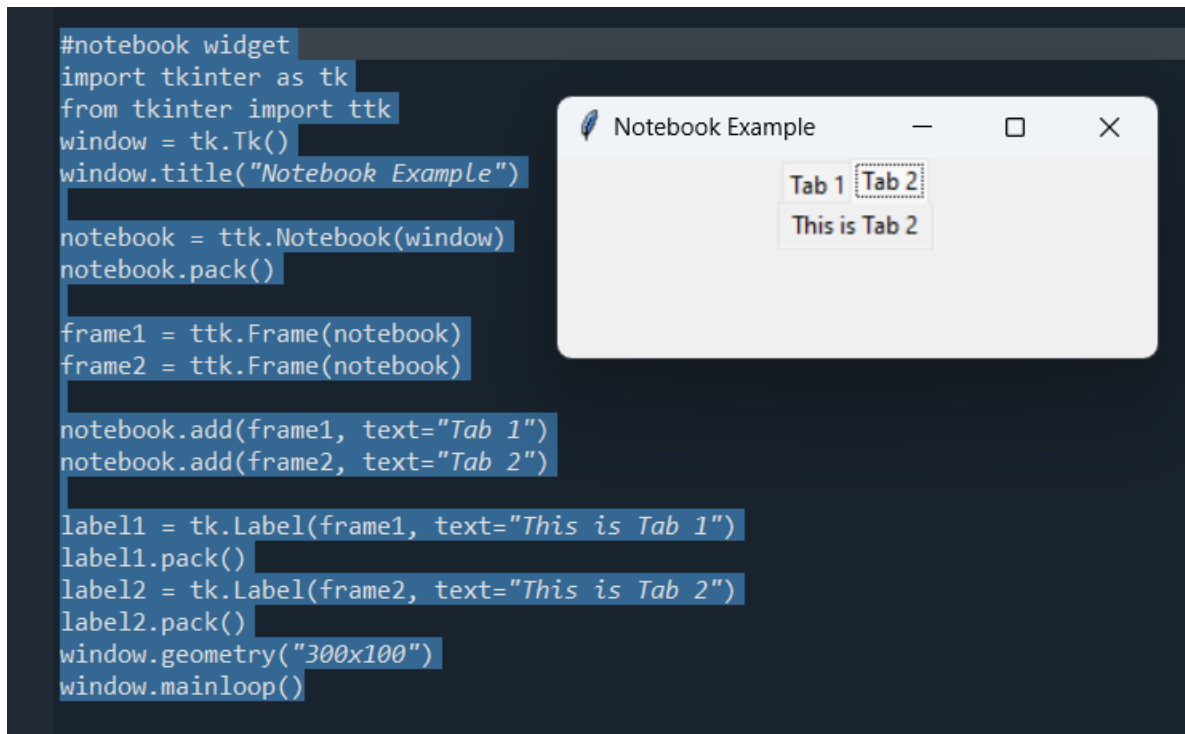 #notebook widget
import tkinter as tk
from tkinter import ttk
window = tk.Tk()
window.title("Notebook Example")
notebook = ttk.Notebook(window)
notebook.pack()
frame1 = ttk.Frame(notebook)
frame2 = ttk.Frame(notebook)
notebook.add(frame1, text="Tab 1")
notebook.add(frame2, text="Tab 2")
label1 = tk.Label(frame1, text="This is Tab 1")
label1.pack()
label2 = tk.Label(frame2, text="This is Tab 2")
label2.pack()
window.geometry("300x100")
window.mainloop()
Notebook Example
Tab 1 Tab 2
This is Tab 2